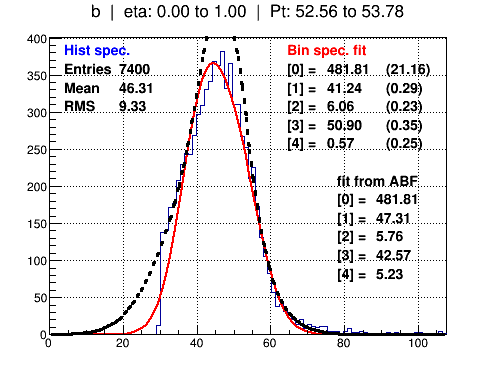 b | eta: 0.00 to 1.00 | Pt: 52.56 to 53.78
Hist spec.
Entries 7400
Mean 46.31
RMS 9.33
Bin spec. fit
[0] = 481.81 (21.16)
[1] = 41.24 (0.29)
[2] = 6.06 (0.23)
[3] = 50.90 (0.35)
[4] = 0.57 (0.25)
fit from ABF
[0] = 481.81
[1] = 47.31
[2] = 5.76
[3] = 42.57
[4] = 5.23
400
350
300
250
200
150
100
50
0
0 20 40 60 80 100